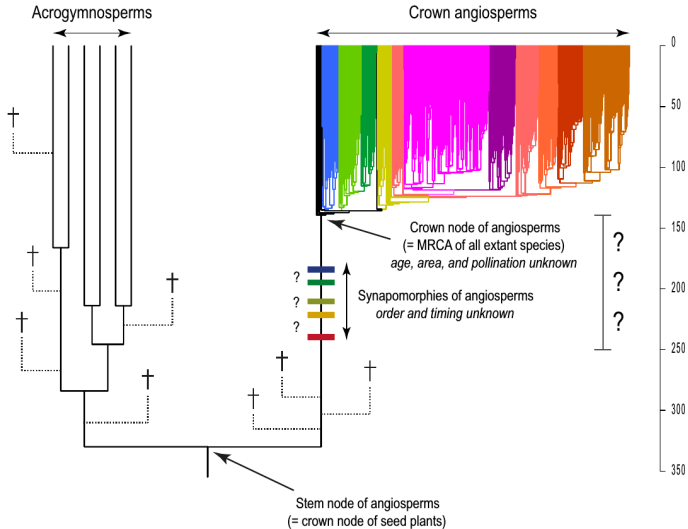 Acrogymnosperms
Crown angiosperms
0
50
100
150
200
250
300
350
Crown node of angiosperms
(= MRCA of all extant species)
age, area, and pollination unknown
?
?
?
?
?
?
Synapomorphies of angiosperms
order and timing unknown
Stem node of angiosperms
(= crown node of seed plants)